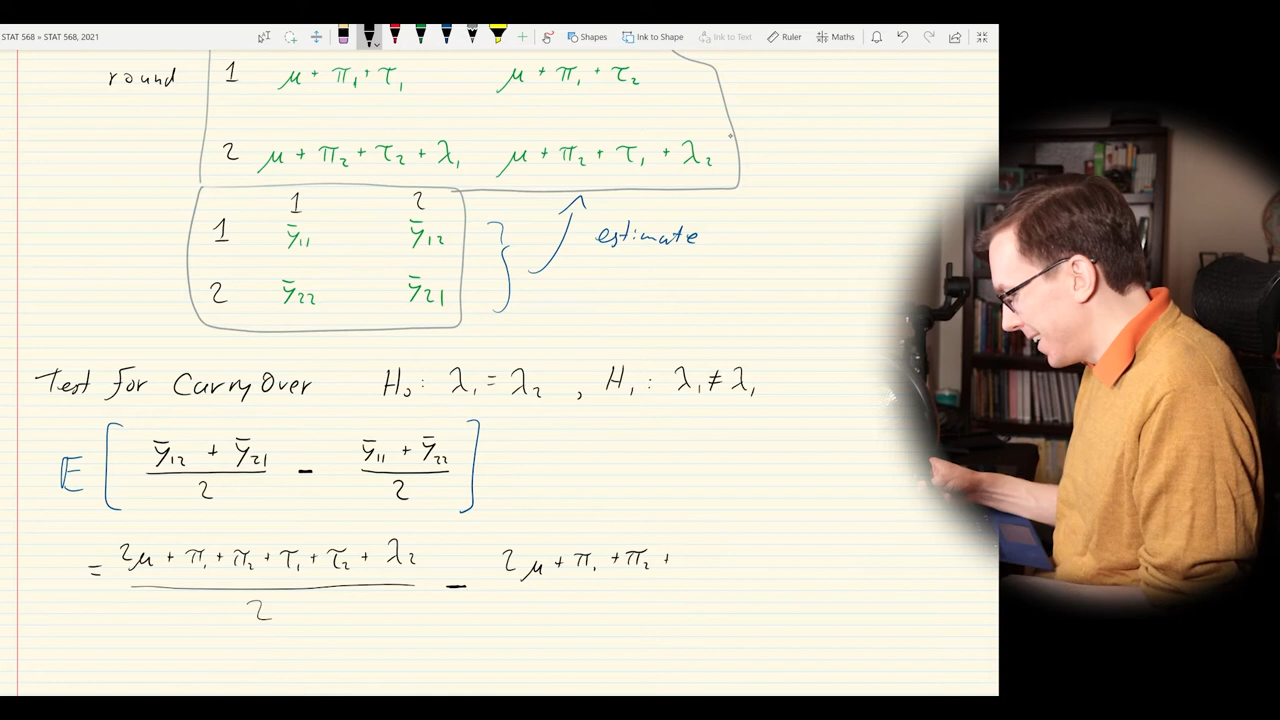 STAT 568 » STAT 568, 2021
Shapes Ink to Shape Ink to Text Ruler Maths
round 1 μ + π₁ + τ₁ μ + π₁ + τ₂
2 μ + π₂ + τ₂ + λ₁ μ + π₂ + τ₁ + λ₂
1 2
1 ȳ₁₁ ȳ₁₂
estimate
2 ȳ₂₂ ȳ₂₁
Test for CarryOver H₀ : λ₁ = λ₂ , H₁ : λ₁ ≠ λ₁
𝔼 [ (ȳ₁₂ + ȳ₂₁)/2 - (ȳ₁₁ + ȳ₂₂)/2 ]
= (2μ + π₁ + π₂ + τ₁ + τ₂ + λ₂)/2 - 2μ + π₁ + π₂ +